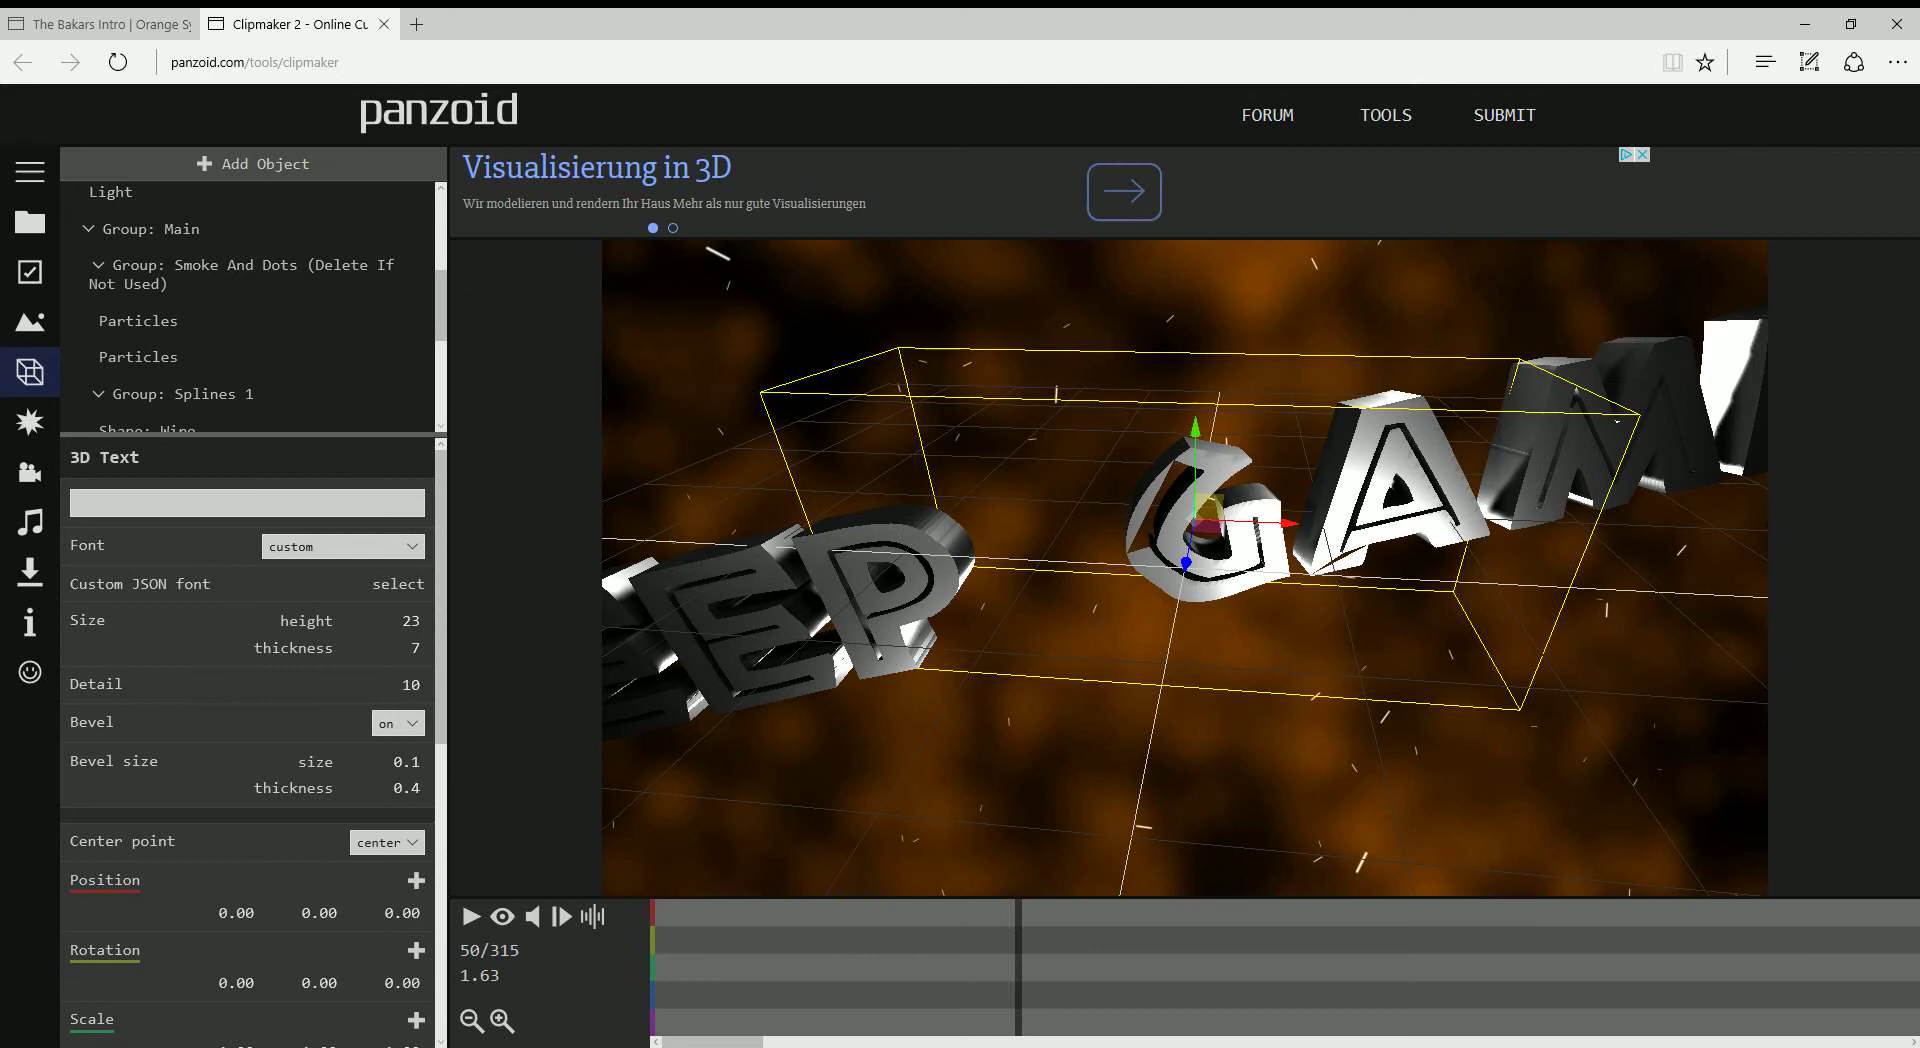 The Bakars Intro | Orange Sy
Clipmaker 2 - Online Cu
panzoid.com/tools/clipmaker
panzoid
FORUM
TOOLS
SUBMIT
Add Object
Light
Group: Main
Group: Smoke And Dots (Delete If
Not Used)
Particles
Particles
Group: Splines 1
Shape: Wire
Visualisierung in 3D
Wir modelieren und rendern Ihr Haus Mehr als nur gute Visualisierungen
EP GAM
3D Text
Font custom
Custom JSON font select
Size height 23
thickness 7
Detail 10
Bevel on
Bevel size size 0.1
thickness 0.4
Center point center
Position
0.00 0.00 0.00
Rotation
0.00 0.00 0.00
Scale
50/315
1.63